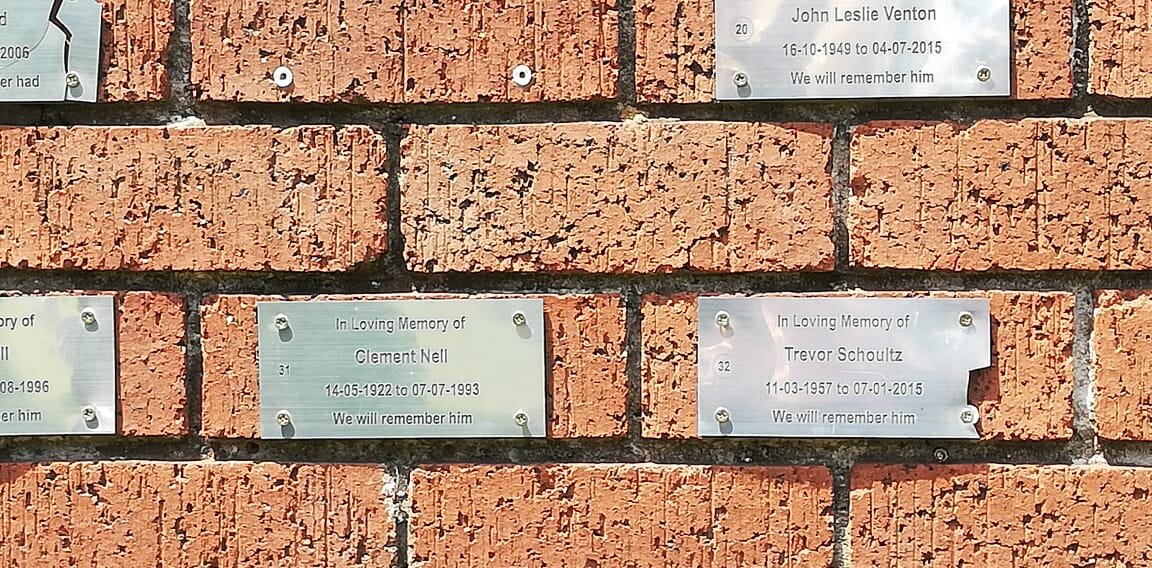 d
2006
er had
20
John Leslie Venton
16-10-1949 to 04-07-2015
We will remember him
ory of
ll
08-1996
er him
In Loving Memory of
31
Clement Nell
14-05-1922 to 07-07-1993
We will remember him
In Loving Memory of
32
Trevor Schoultz
11-03-1957 to 07-01-2015
We will remember him